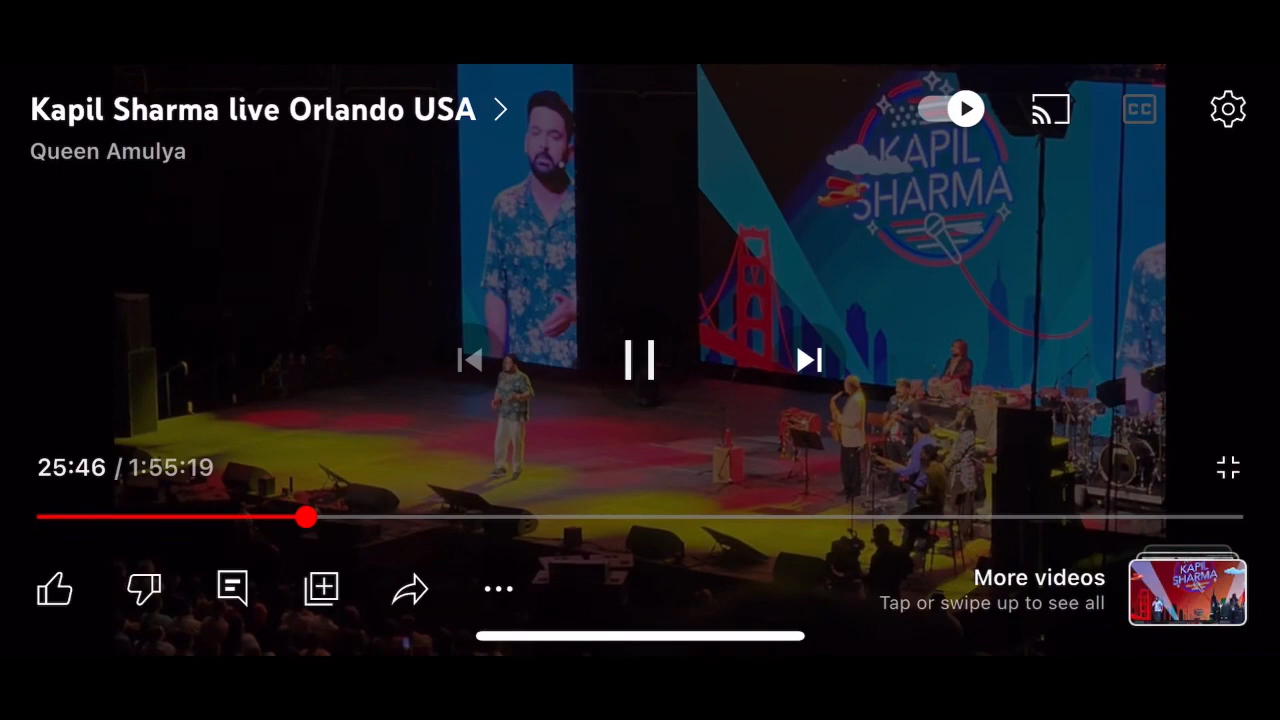 Kapil Sharma live Orlando USA
Queen Amulya
CC
KAPIL
SHARMA
25:46 / 1:55:19
More videos
Tap or swipe up to see all
KAPIL
SHARMA